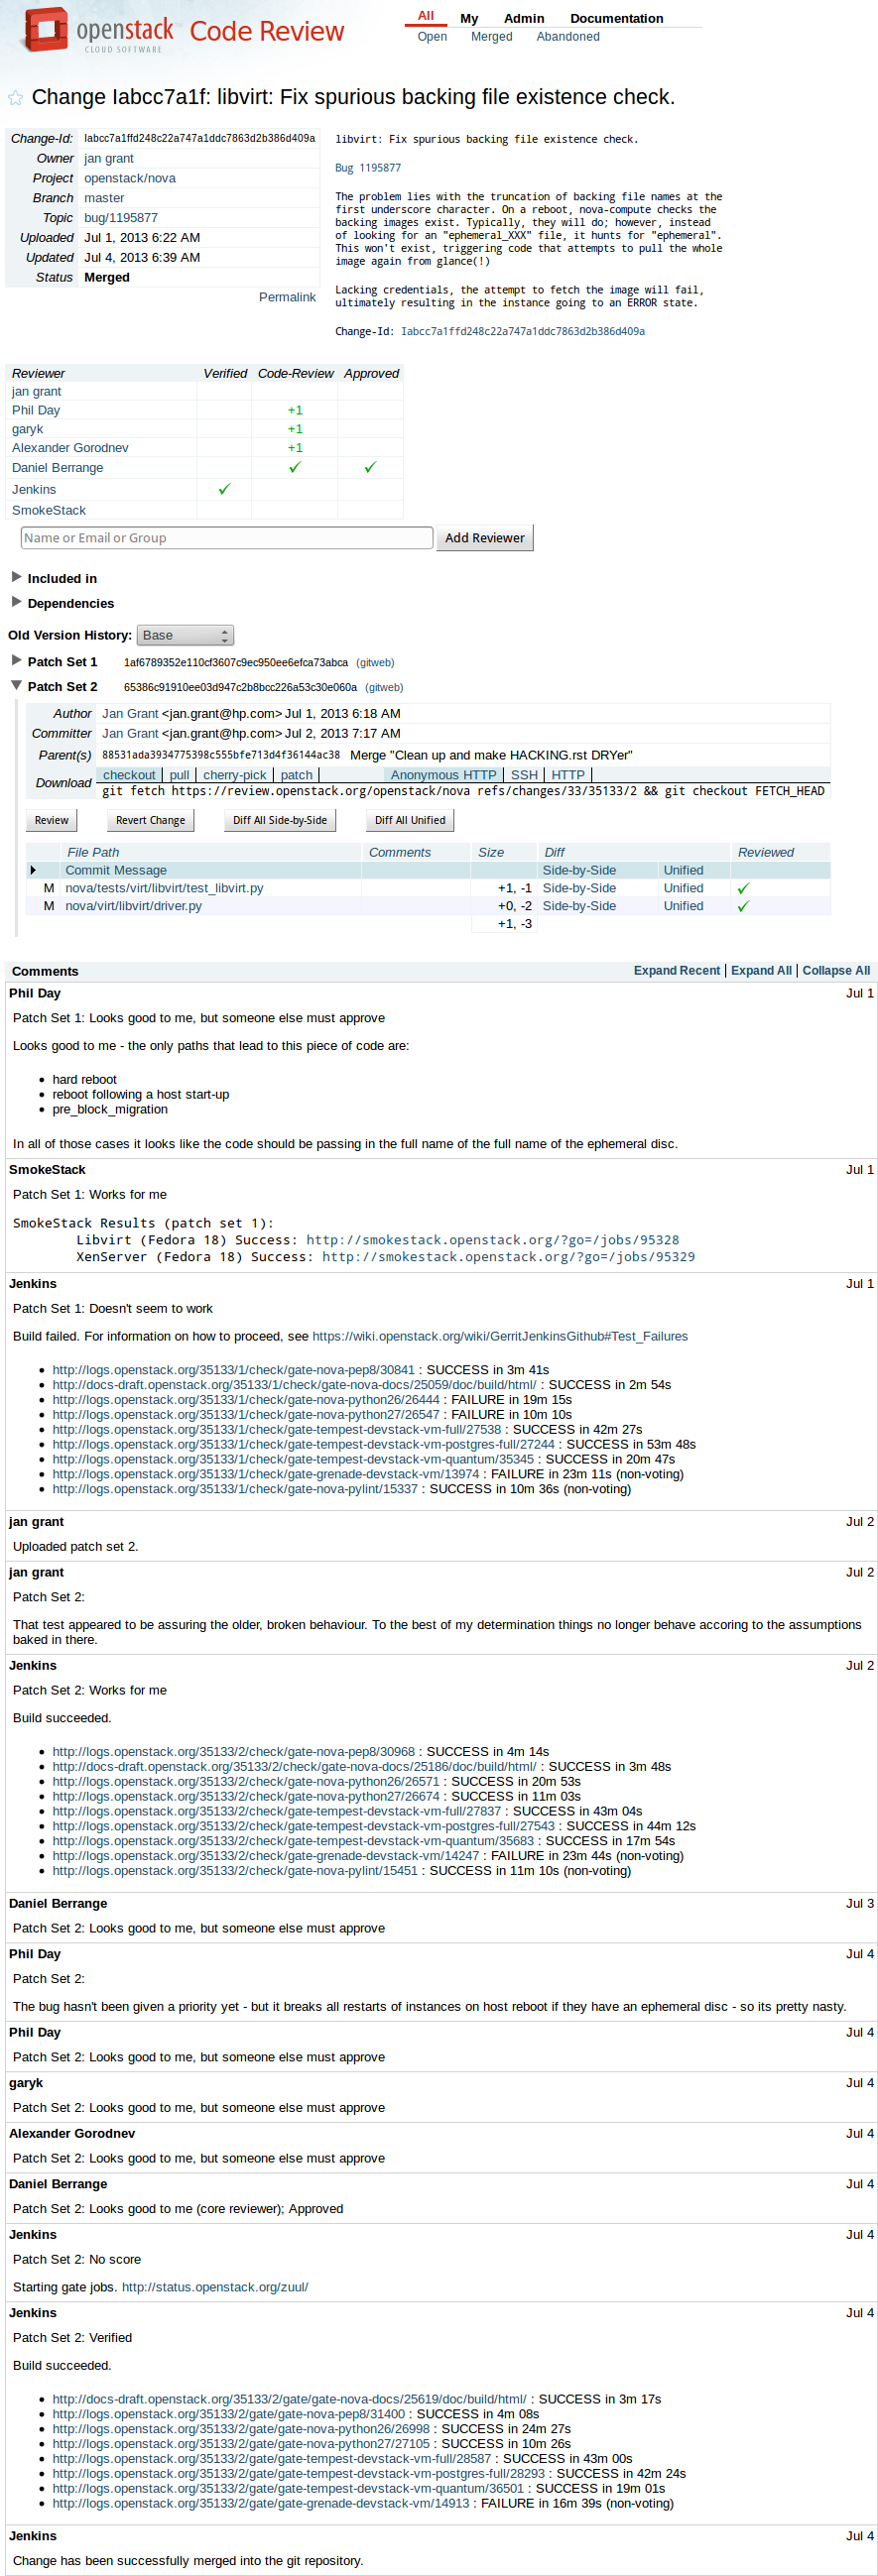 openstack
CLOUD SOFTWARE
Code Review
All My Admin Documentation
Open Merged Abandoned
Change Iabcc7a1f: libvirt: Fix spurious backing file existence check.
Change-Id: Iabcc7a1ffd248c22a747a1ddc7863d2b386d409a
Owner jan grant
Project openstack/nova
Branch master
Topic bug/1195877
Uploaded Jul 1, 2013 6:22 AM
Updated Jul 4, 2013 6:39 AM
Status Merged
Permalink
libvirt: Fix spurious backing file existence check.
Bug 1195877
The problem lies with the truncation of backing file names at the
first underscore character. On a reboot, nova-compute checks the
backing images exist. Typically, they will do; however, instead
of looking for an "ephemeral_XXX" file, it hunts for "ephemeral".
This won't exist, triggering code that attempts to pull the whole
image again from glance(!)
Lacking credentials, the attempt to fetch the image will fail,
ultimately resulting in the instance going to an ERROR state.
Change-Id: Iabcc7a1ffd248c22a747a1ddc7863d2b386d409a
Reviewer Verified Code-Review Approved
jan grant
Phil Day +1
garyk +1
Alexander Gorodnev +1
Daniel Berrange ✓ ✓
Jenkins ✓
SmokeStack
Name or Email or Group Add Reviewer
Included in
Dependencies
Old Version History: Base
Patch Set 1 1af6789352e110cf3607c9ec950ee6efca73abca (gitweb)
Patch Set 2 65386c91910ee03d947c2b8bcc226a53c30e060a (gitweb)
Author Jan Grant <jan.grant@hp.com> Jul 1, 2013 6:18 AM
Committer Jan Grant <jan.grant@hp.com> Jul 2, 2013 7:17 AM
Parent(s) 88531ada3934775398c555bfe713d4f36144ac38 Merge "Clean up and make HACKING.rst DRYer"
Download checkout | pull | cherry-pick | patch | Anonymous HTTP | SSH | HTTP |
git fetch https://review.openstack.org/openstack/nova refs/changes/33/35133/2 && git checkout FETCH_HEAD
Review Revert Change Diff All Side-by-Side Diff All Unified
File Path Comments Size Diff Reviewed
Commit Message Side-by-Side Unified
M nova/tests/virt/libvirt/test_libvirt.py +1, -1 Side-by-Side Unified ✓
M nova/virt/libvirt/driver.py +0, -2 Side-by-Side Unified ✓
+1, -3
Comments Expand Recent | Expand All | Collapse All
Phil Day Jul 1
Patch Set 1: Looks good to me, but someone else must approve
Looks good to me - the only paths that lead to this piece of code are:
• hard reboot
• reboot following a host start-up
• pre_block_migration
In all of those cases it looks like the code should be passing in the full name of the full name of the ephemeral disc.
SmokeStack Jul 1
Patch Set 1: Works for me
SmokeStack Results (patch set 1):
Libvirt (Fedora 18) Success: http://smokestack.openstack.org/?go=/jobs/95328
XenServer (Fedora 18) Success: http://smokestack.openstack.org/?go=/jobs/95329
Jenkins Jul 1
Patch Set 1: Doesn't seem to work
Build failed. For information on how to proceed, see https://wiki.openstack.org/wiki/GerritJenkinsGithub#Test_Failures
• http://logs.openstack.org/35133/1/check/gate-nova-pep8/30841 : SUCCESS in 3m 41s
• http://docs-draft.openstack.org/35133/1/check/gate-nova-docs/25059/doc/build/html/ : SUCCESS in 2m 54s
• http://logs.openstack.org/35133/1/check/gate-nova-python26/26444 : FAILURE in 19m 15s
• http://logs.openstack.org/35133/1/check/gate-nova-python27/26547 : FAILURE in 10m 10s
• http://logs.openstack.org/35133/1/check/gate-tempest-devstack-vm-full/27538 : SUCCESS in 42m 27s
• http://logs.openstack.org/35133/1/check/gate-tempest-devstack-vm-postgres-full/27244 : SUCCESS in 53m 48s
• http://logs.openstack.org/35133/1/check/gate-tempest-devstack-vm-quantum/35345 : SUCCESS in 20m 47s
• http://logs.openstack.org/35133/1/check/gate-grenade-devstack-vm/13974 : FAILURE in 23m 11s (non-voting)
• http://logs.openstack.org/35133/1/check/gate-nova-pylint/15337 : SUCCESS in 10m 36s (non-voting)
jan grant Jul 2
Uploaded patch set 2.
jan grant Jul 2
Patch Set 2:
That test appeared to be assuring the older, broken behaviour. To the best of my determination things no longer behave accoring to the assumptions
baked in there.
Jenkins Jul 2
Patch Set 2: Works for me
Build succeeded.
• http://logs.openstack.org/35133/2/check/gate-nova-pep8/30968 : SUCCESS in 4m 14s
• http://docs-draft.openstack.org/35133/2/check/gate-nova-docs/25186/doc/build/html/ : SUCCESS in 3m 48s
• http://logs.openstack.org/35133/2/check/gate-nova-python26/26571 : SUCCESS in 20m 53s
• http://logs.openstack.org/35133/2/check/gate-nova-python27/26674 : SUCCESS in 11m 03s
• http://logs.openstack.org/35133/2/check/gate-tempest-devstack-vm-full/27837 : SUCCESS in 43m 04s
• http://logs.openstack.org/35133/2/check/gate-tempest-devstack-vm-postgres-full/27543 : SUCCESS in 44m 12s
• http://logs.openstack.org/35133/2/check/gate-tempest-devstack-vm-quantum/35683 : SUCCESS in 17m 54s
• http://logs.openstack.org/35133/2/check/gate-grenade-devstack-vm/14247 : FAILURE in 23m 44s (non-voting)
• http://logs.openstack.org/35133/2/check/gate-nova-pylint/15451 : SUCCESS in 11m 10s (non-voting)
Daniel Berrange Jul 3
Patch Set 2: Looks good to me, but someone else must approve
Phil Day Jul 4
Patch Set 2:
The bug hasn't been given a priority yet - but it breaks all restarts of instances on host reboot if they have an ephemeral disc - so its pretty nasty.
Phil Day Jul 4
Patch Set 2: Looks good to me, but someone else must approve
garyk Jul 4
Patch Set 2: Looks good to me, but someone else must approve
Alexander Gorodnev Jul 4
Patch Set 2: Looks good to me, but someone else must approve
Daniel Berrange Jul 4
Patch Set 2: Looks good to me (core reviewer); Approved
Jenkins Jul 4
Patch Set 2: No score
Starting gate jobs. http://status.openstack.org/zuul/
Jenkins Jul 4
Patch Set 2: Verified
Build succeeded.
• http://docs-draft.openstack.org/35133/2/gate/gate-nova-docs/25619/doc/build/html/ : SUCCESS in 3m 17s
• http://logs.openstack.org/35133/2/gate/gate-nova-pep8/31400 : SUCCESS in 4m 08s
• http://logs.openstack.org/35133/2/gate/gate-nova-python26/26998 : SUCCESS in 24m 27s
• http://logs.openstack.org/35133/2/gate/gate-nova-python27/27105 : SUCCESS in 10m 26s
• http://logs.openstack.org/35133/2/gate/gate-tempest-devstack-vm-full/28587 : SUCCESS in 43m 00s
• http://logs.openstack.org/35133/2/gate/gate-tempest-devstack-vm-postgres-full/28293 : SUCCESS in 42m 24s
• http://logs.openstack.org/35133/2/gate/gate-tempest-devstack-vm-quantum/36501 : SUCCESS in 19m 01s
• http://logs.openstack.org/35133/2/gate/gate-grenade-devstack-vm/14913 : FAILURE in 16m 39s (non-voting)
Jenkins Jul 4
Change has been successfully merged into the git repository.